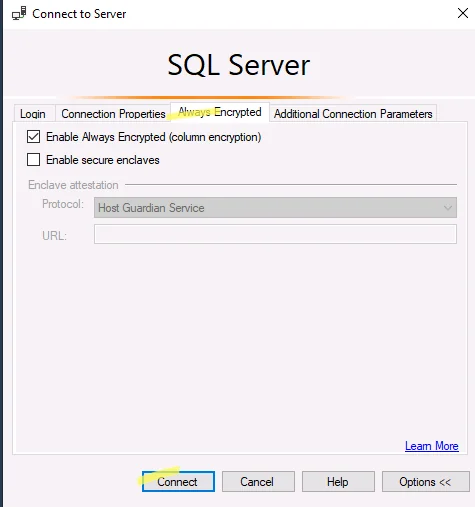 Connect to Server
SQL Server
Login Connection Properties Always Encrypted Additional Connection Parameters
Enable Always Encrypted (column encryption)
Enable secure enclaves
Enclave attestation
Protocol: Host Guardian Service
URL:
Learn More
Connect Cancel Help Options <<